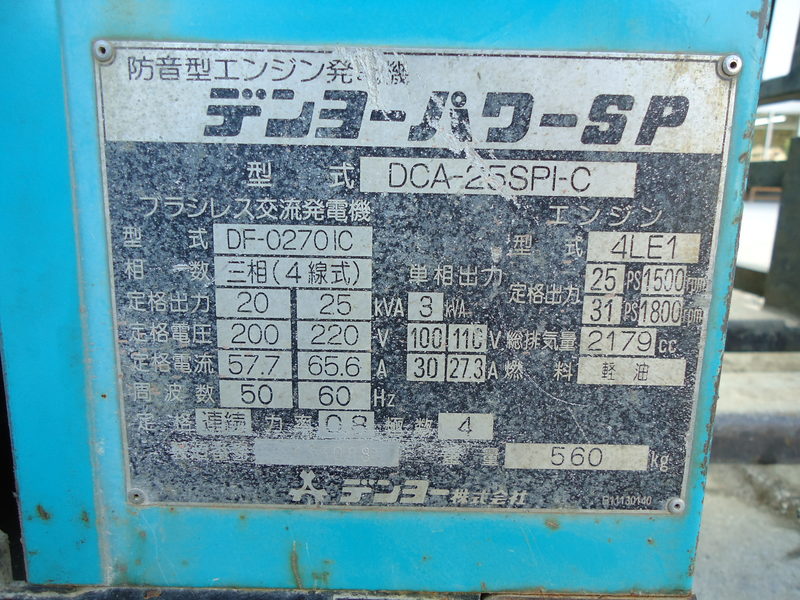 防音型エンジン発電機
デンヨーパワーSP
型式 DCA-25SPI-C
ブラシレス交流発電機 エンジン
型式 DF-0270IC 型式 4LE1
相数 三相(4線式) 単相出力 定格出力 25 PS 1500 rpm
定格出力 20 25 KVA 3 KVA 31 PS 1800 rpm
定格電圧 200 220 V 100 110 V 総排気量 2179 cc
定格電流 57.7 65.6 A 30 27.3 A 燃料 軽油
周波数 50 60 Hz
定格 連続 力率 0.8 極数 4
重量 560 kg
デンヨー株式会社